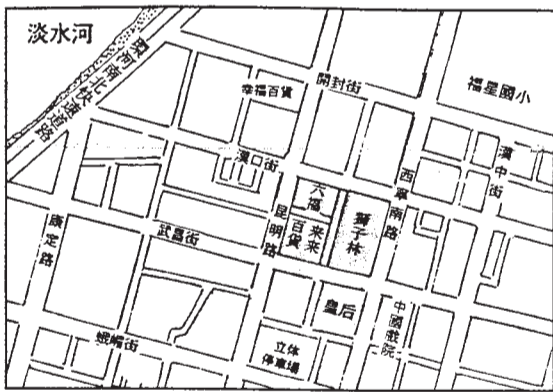 淡水河
環河南北快速道路
開封街
福星國小
幸福百貨
漢口街
漢中街
西寧南路
六福
獅子林
昆明路
來來百貨
武昌街
康定路
皇后
中國戲院
峨嵋街
立体停車場